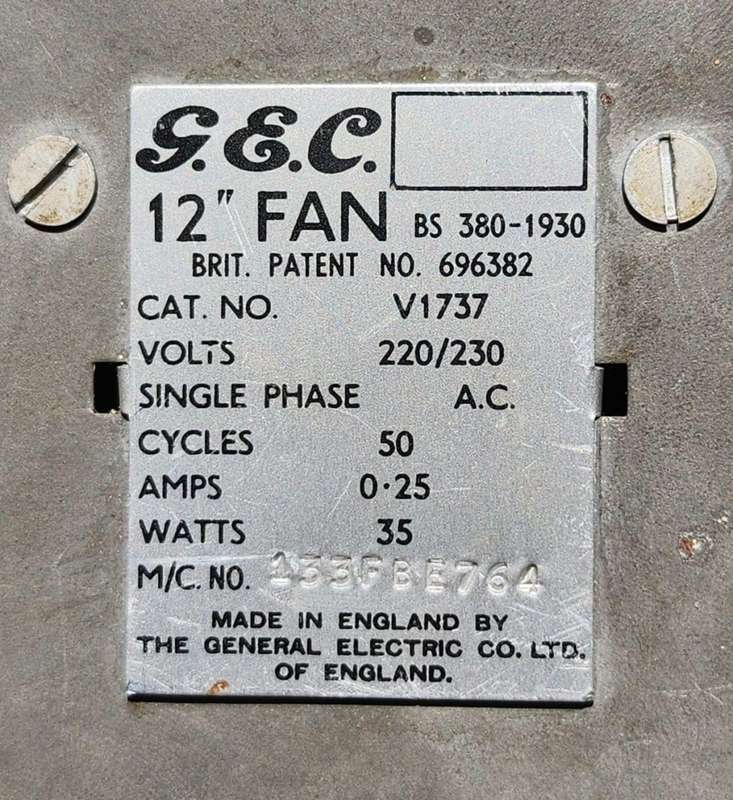 G.E.C.
12" FAN BS 380-1930
BRIT. PATENT NO. 696382
CAT. NO. V1737
VOLTS 220/230
SINGLE PHASE A.C.
CYCLES 50
AMPS 0·25
WATTS 35
M/C. NO. 133FBE764
MADE IN ENGLAND BY
THE GENERAL ELECTRIC CO. LTD.
OF ENGLAND.